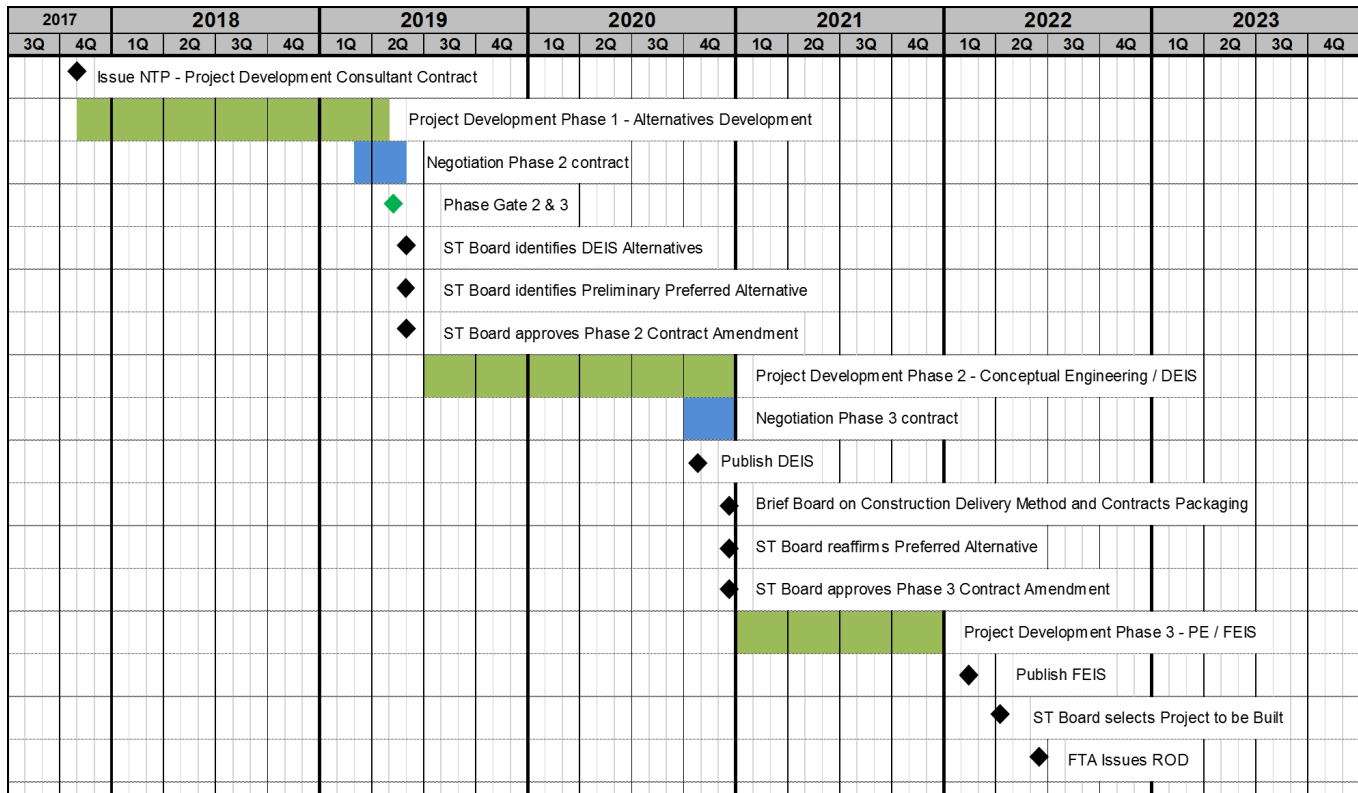 2017 2018 2019 2020 2021 2022 2023
3Q 4Q 1Q 2Q 3Q 4Q 1Q 2Q 3Q 4Q 1Q 2Q 3Q 4Q 1Q 2Q 3Q 4Q 1Q 2Q 3Q 4Q 1Q 2Q 3Q 4Q
Issue NTP - Project Development Consultant Contract
Project Development Phase 1 - Alternatives Development
Negotiation Phase 2 contract
Phase Gate 2 & 3
ST Board identifies DEIS Alternatives
ST Board identifies Preliminary Preferred Alternative
ST Board approves Phase 2 Contract Amendment
Project Development Phase 2 - Conceptual Engineering / DEIS
Negotiation Phase 3 contract
Publish DEIS
Brief Board on Construction Delivery Method and Contracts Packaging
ST Board reaffirms Preferred Alternative
ST Board approves Phase 3 Contract Amendment
Project Development Phase 3 - PE / FEIS
Publish FEIS
ST Board selects Project to be Built
FTA Issues ROD